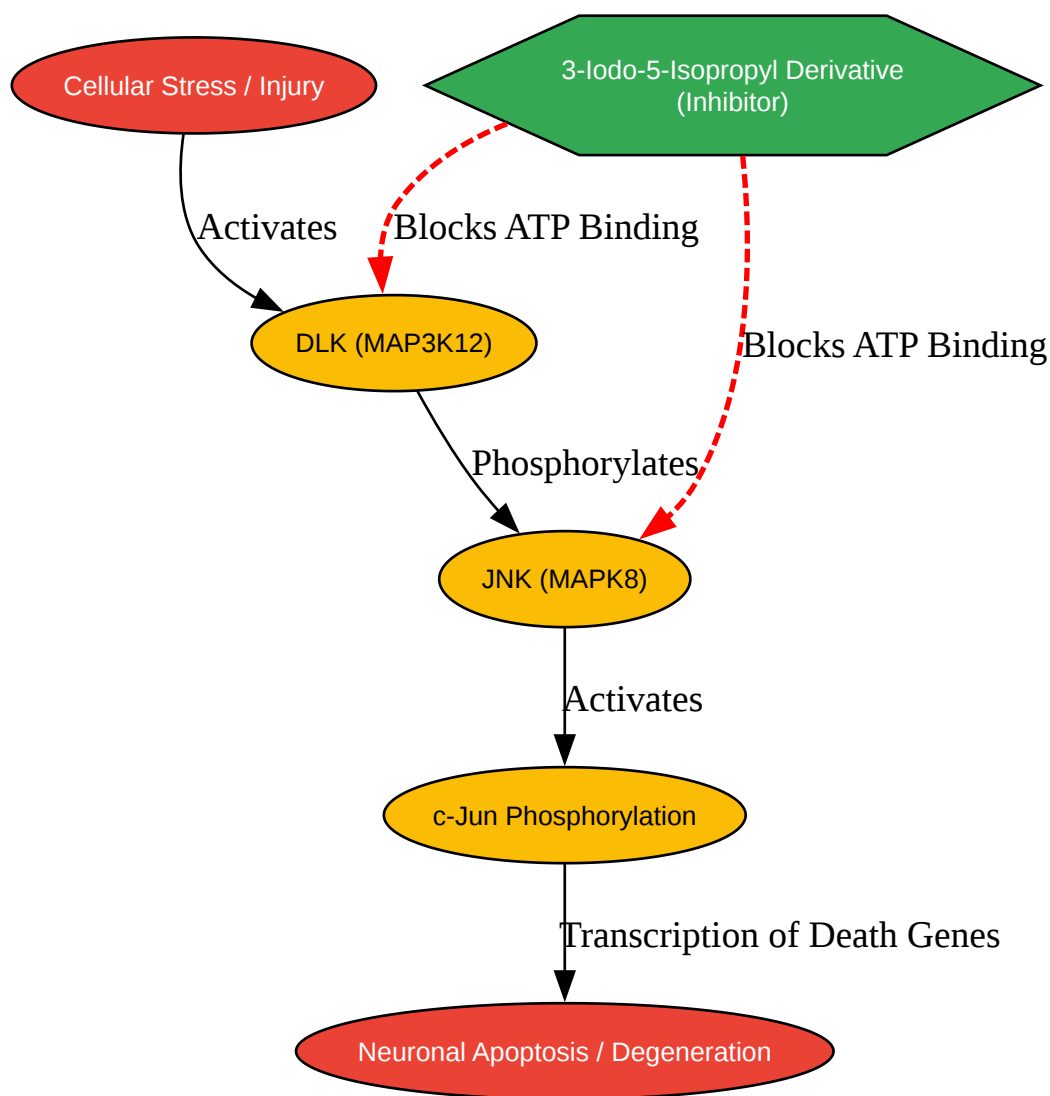 Cellular Stress / Injury
3-Iodo-5-Isopropyl Derivative
(Inhibitor)
Activates
Blocks ATP Binding
DLK (MAP3K12)
Blocks ATP Binding
Phosphorylates
JNK (MAPK8)
Activates
c-Jun Phosphorylation
Transcription of Death Genes
Neuronal Apoptosis / Degeneration